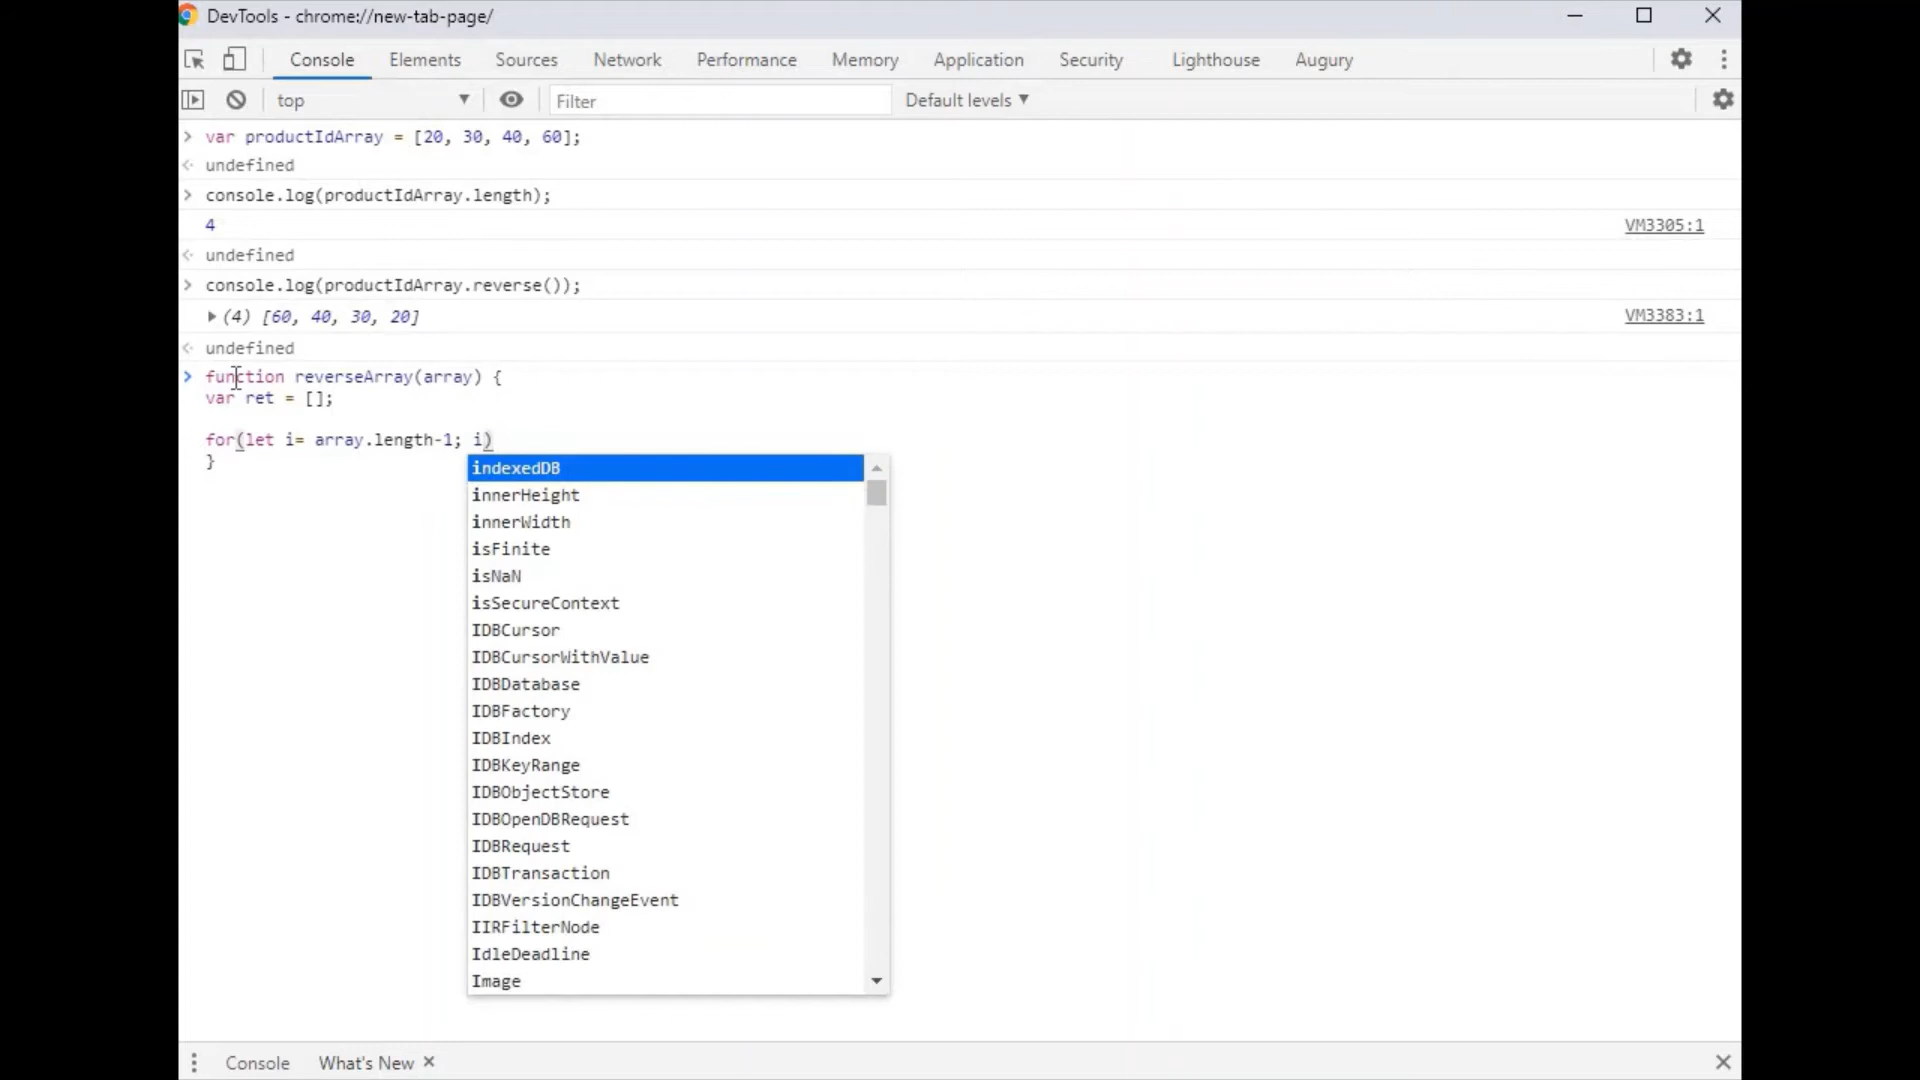 DevTools - chrome://new-tab-page/
Console Elements Sources Network Performance Memory Application Security Lighthouse Augury
top Filter Default levels
var productIdArray = [20, 30, 40, 60];
undefined
console.log(productIdArray.length);
4 VM3305:1
undefined
console.log(productIdArray.reverse());
(4) [60, 40, 30, 20] VM3383:1
undefined
function reverseArray(array) {
var ret = [];
for(let i= array.length-1; i)
}
indexedDB
innerHeight
innerWidth
isFinite
isNaN
isSecureContext
IDBCursor
IDBCursorWithValue
IDBDatabase
IDBFactory
IDBIndex
IDBKeyRange
IDBObjectStore
IDBOpenDBRequest
IDBRequest
IDBTransaction
IDBVersionChangeEvent
IIRFilterNode
IdleDeadline
Image
Console What's New